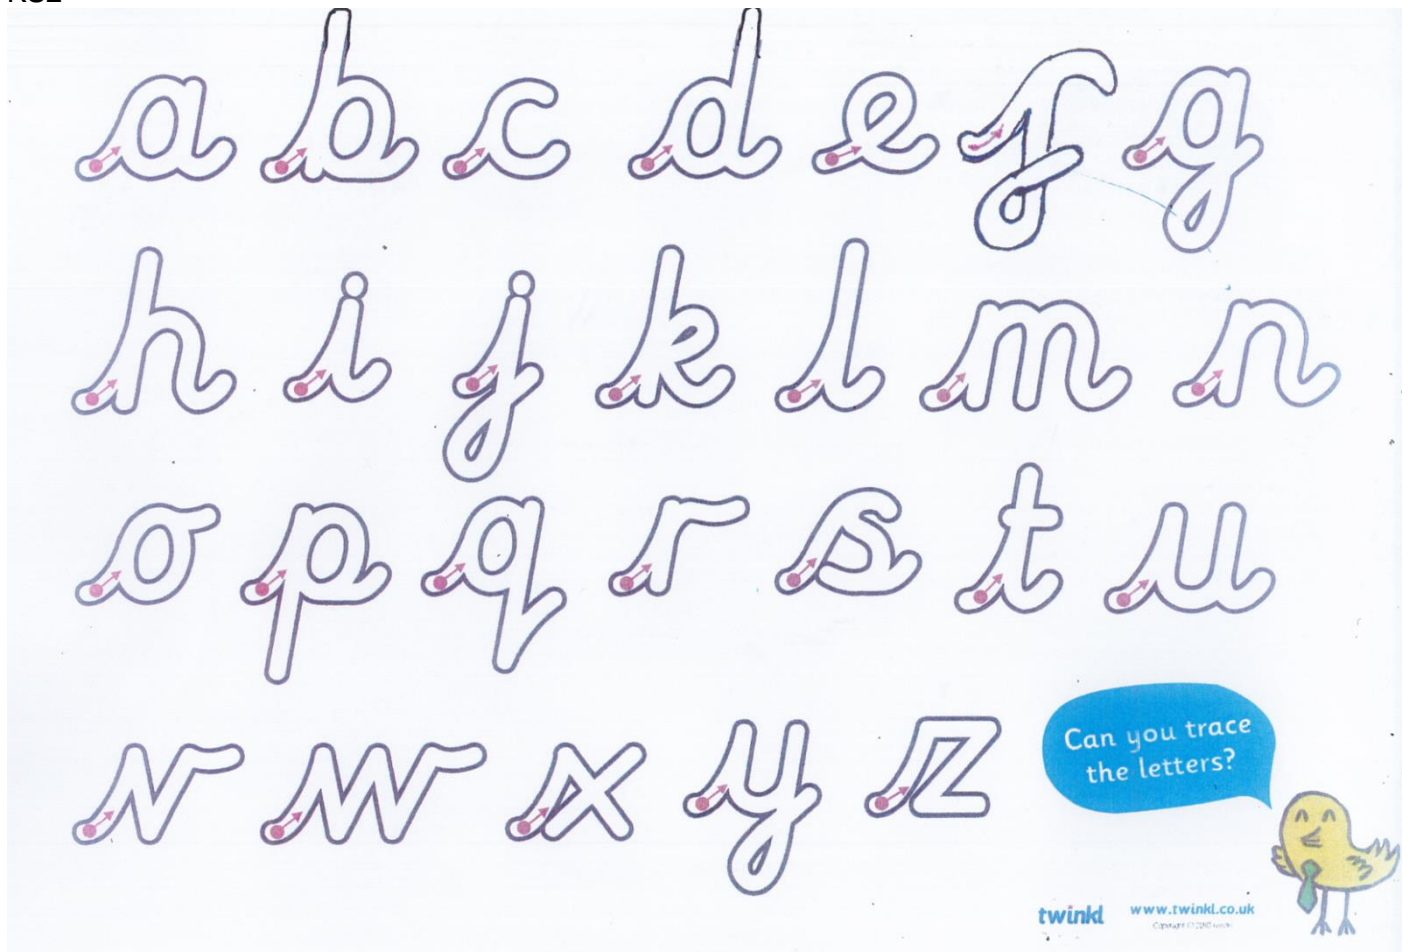 a b c d e f g
h i j k l m n
o p q r s t u
v w x y z
Can you trace
the letters?
twinkl www.twinkl.co.uk